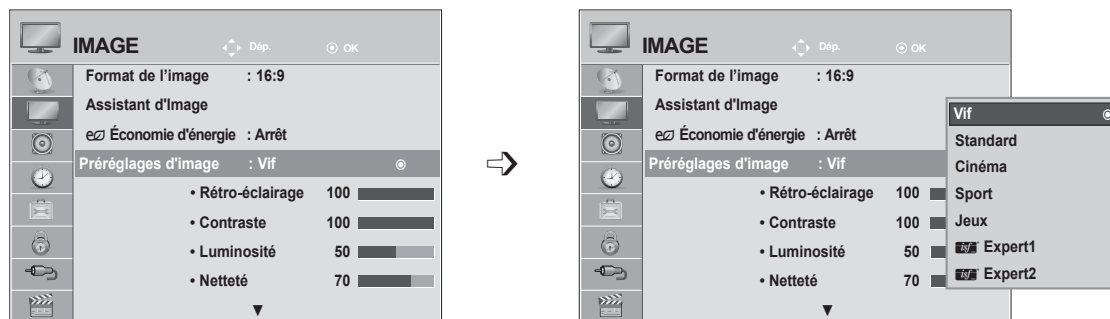 IMAGE Dép. OK
Format de l’image : 16:9
Assistant d'Image
Économie d'énergie : Arrêt
Préréglages d'image : Vif
• Rétro-éclairage 100
• Contraste 100
• Luminosité 50
• Netteté 70
▼
IMAGE Dép. OK
Format de l’image : 16:9
Assistant d'Image
Économie d'énergie : Arrêt
Préréglages d'image : Vif
• Rétro-éclairage 100
• Contraste 100
• Luminosité 50
• Netteté 70
▼
Vif
Standard
Cinéma
Sport
Jeux
isf Expert1
isf Expert2